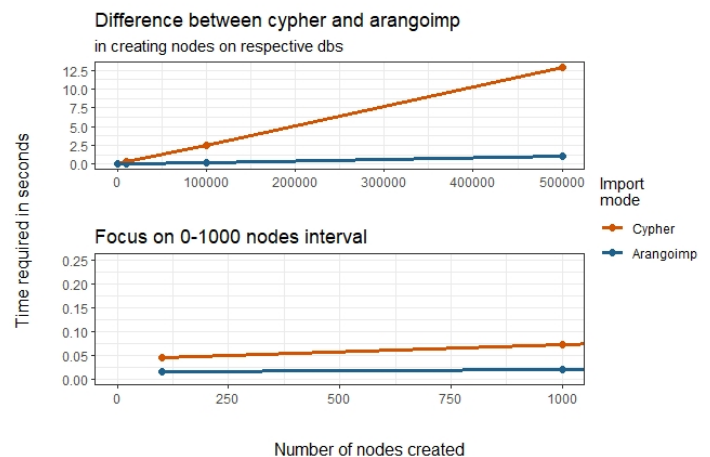 Difference between cypher and arangoimp
in creating nodes on respective dbs
12.5
10.0
7.5
5.0
2.5
0.0
0 100000 200000 300000 400000 500000
Time required in seconds
Import
mode
Cypher
Arangoimp
Focus on 0-1000 nodes interval
0.25
0.20
0.15
0.10
0.05
0.00
0 250 500 750 1000
Number of nodes created